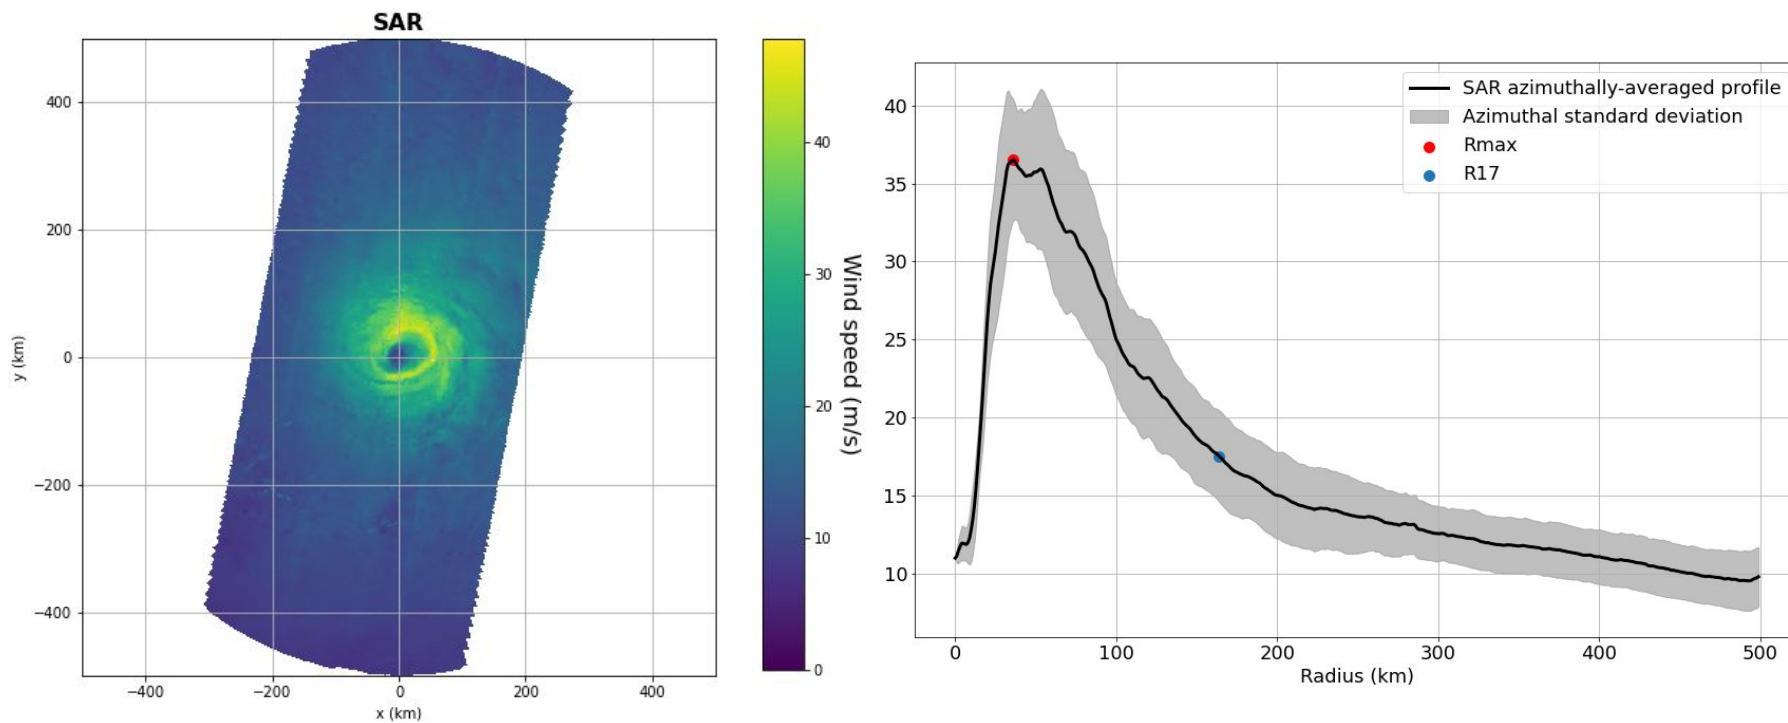 SAR
400
200
0
−200
−400
y (km)
−400 −200 0 200 400
x (km)
40
30
20
10
0
Wind speed (m/s)
40
35
30
25
20
15
10
0 100 200 300 400 500
Radius (km)
SAR azimuthally-averaged profile
Azimuthal standard deviation
Rmax
R17